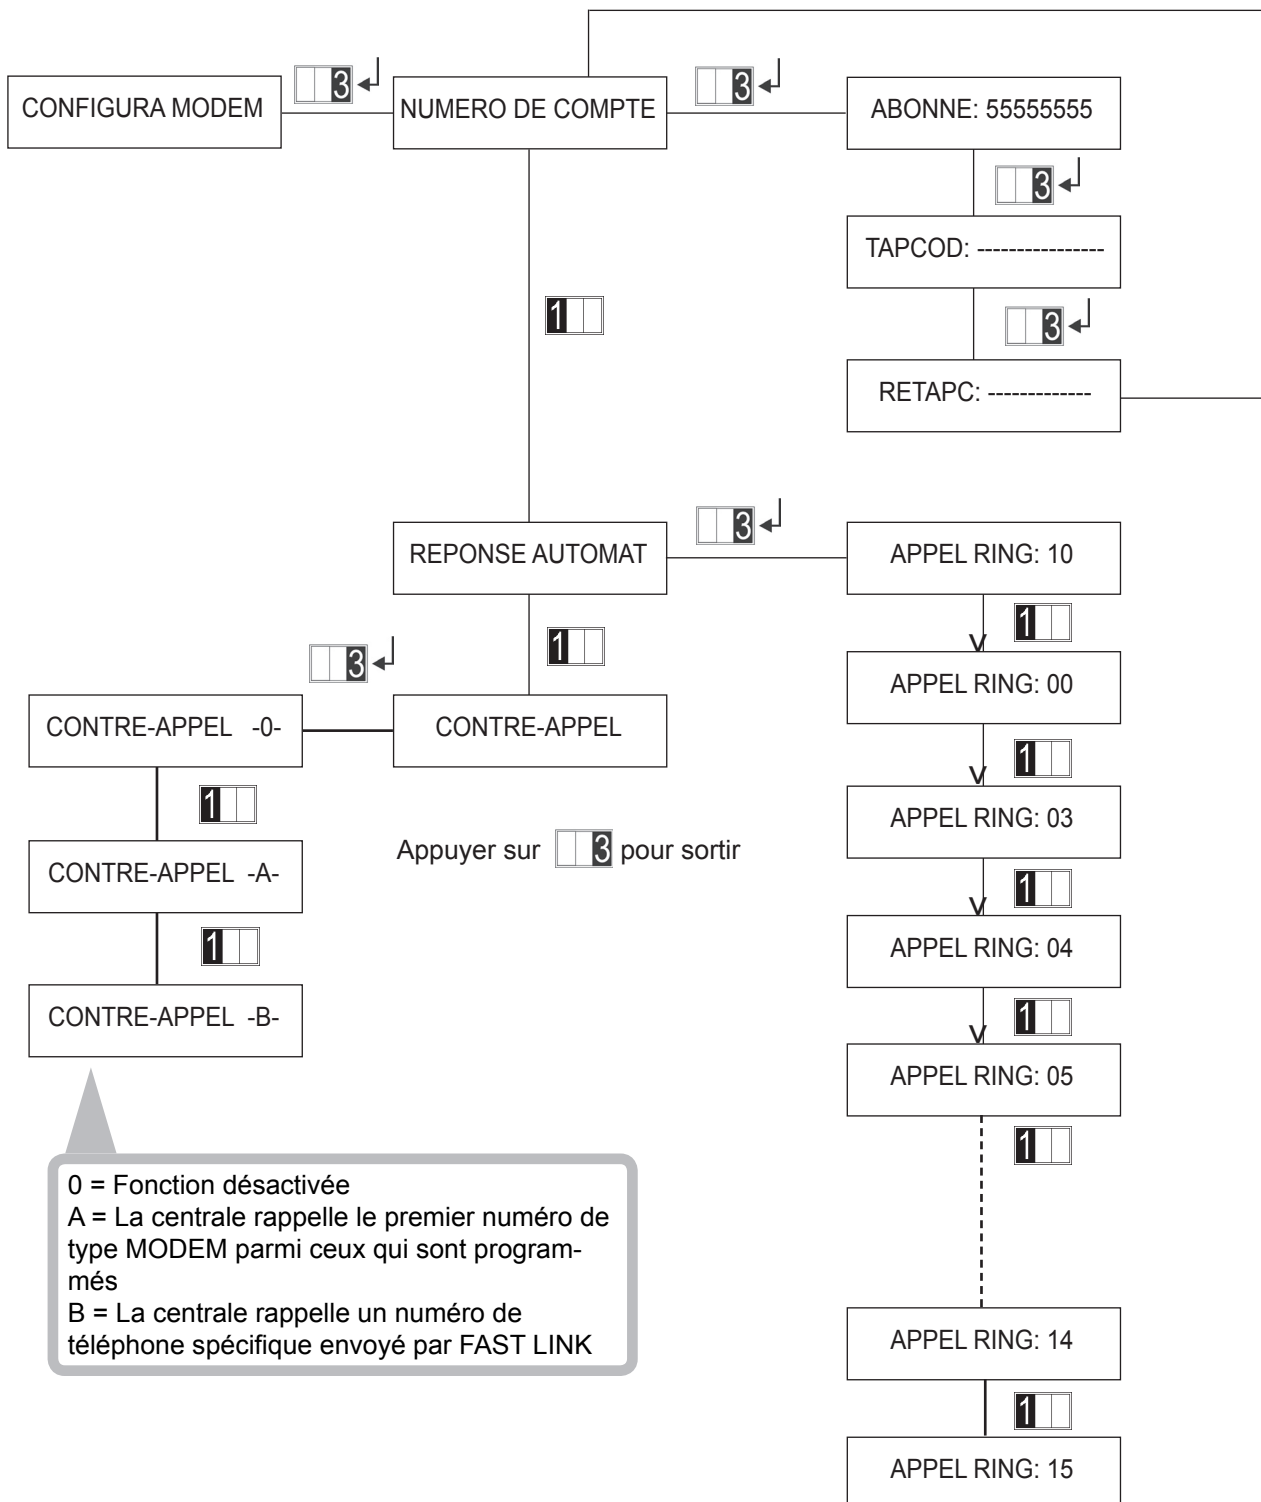 3
3
CONFIGURA MODEM
NUMERO DE COMPTE
ABONNE: 55555555
3
TAPCOD: ----------------
1
3
RETAPC: -------------
3
REPONSE AUTOMAT
APPEL RING: 10
1
1
3
APPEL RING: 00
CONTRE-APPEL -0-
CONTRE-APPEL
1
1
APPEL RING: 03
Appuyer sur 3 pour sortir
CONTRE-APPEL -A-
1
1
APPEL RING: 04
CONTRE-APPEL -B-
1
APPEL RING: 05
1
0 = Fonction désactivée
A = La centrale rappelle le premier numéro de
type MODEM parmi ceux qui sont program-
més
B = La centrale rappelle un numéro de
téléphone spécifique envoyé par FAST LINK
APPEL RING: 14
1
APPEL RING: 15